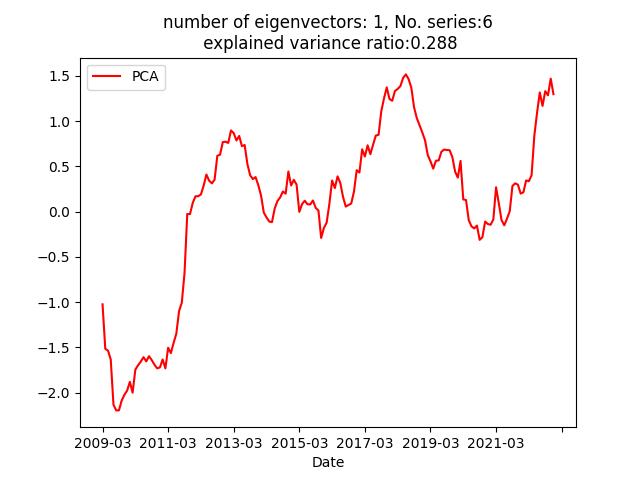 number of eigenvectors: 1, No. series:6
explained variance ratio:0.288
PCA
1.5
1.0
0.5
0.0
−0.5
−1.0
−1.5
−2.0
2009-03 2011-03 2013-03 2015-03 2017-03 2019-03 2021-03
Date